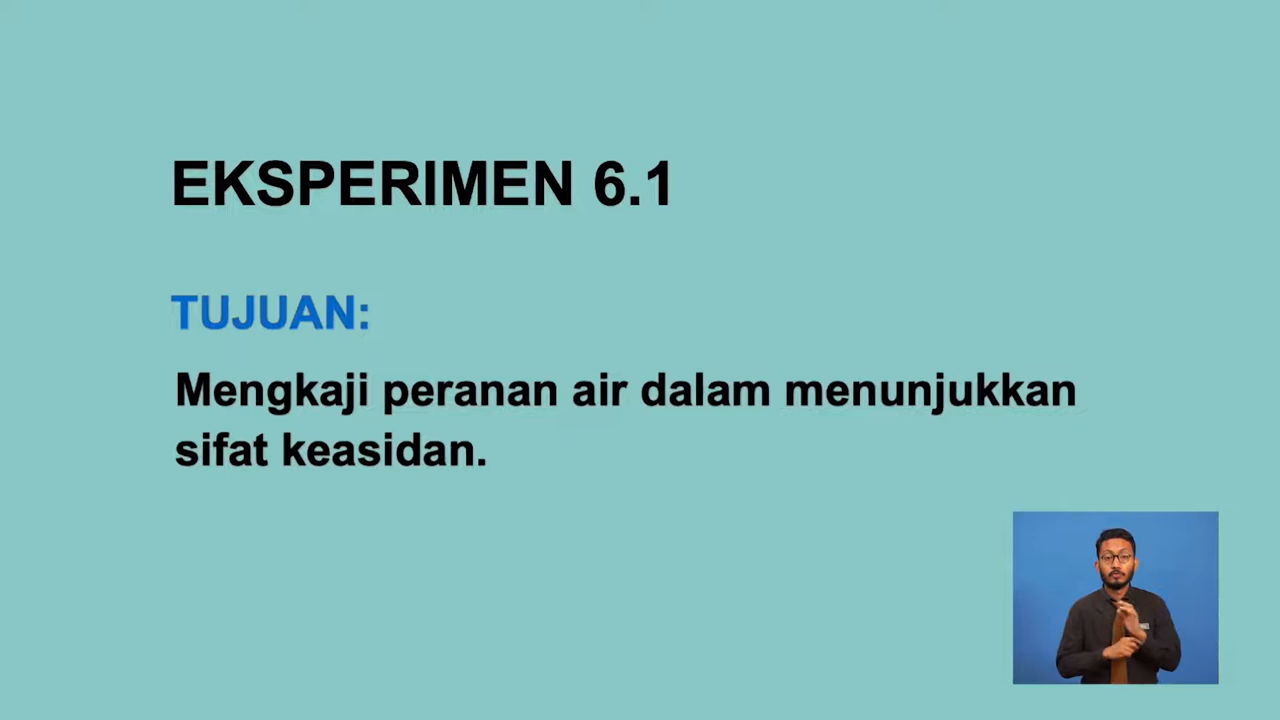 EKSPERIMEN 6.1
TUJUAN:
Mengkaji peranan air dalam menunjukkan
sifat keasidan.